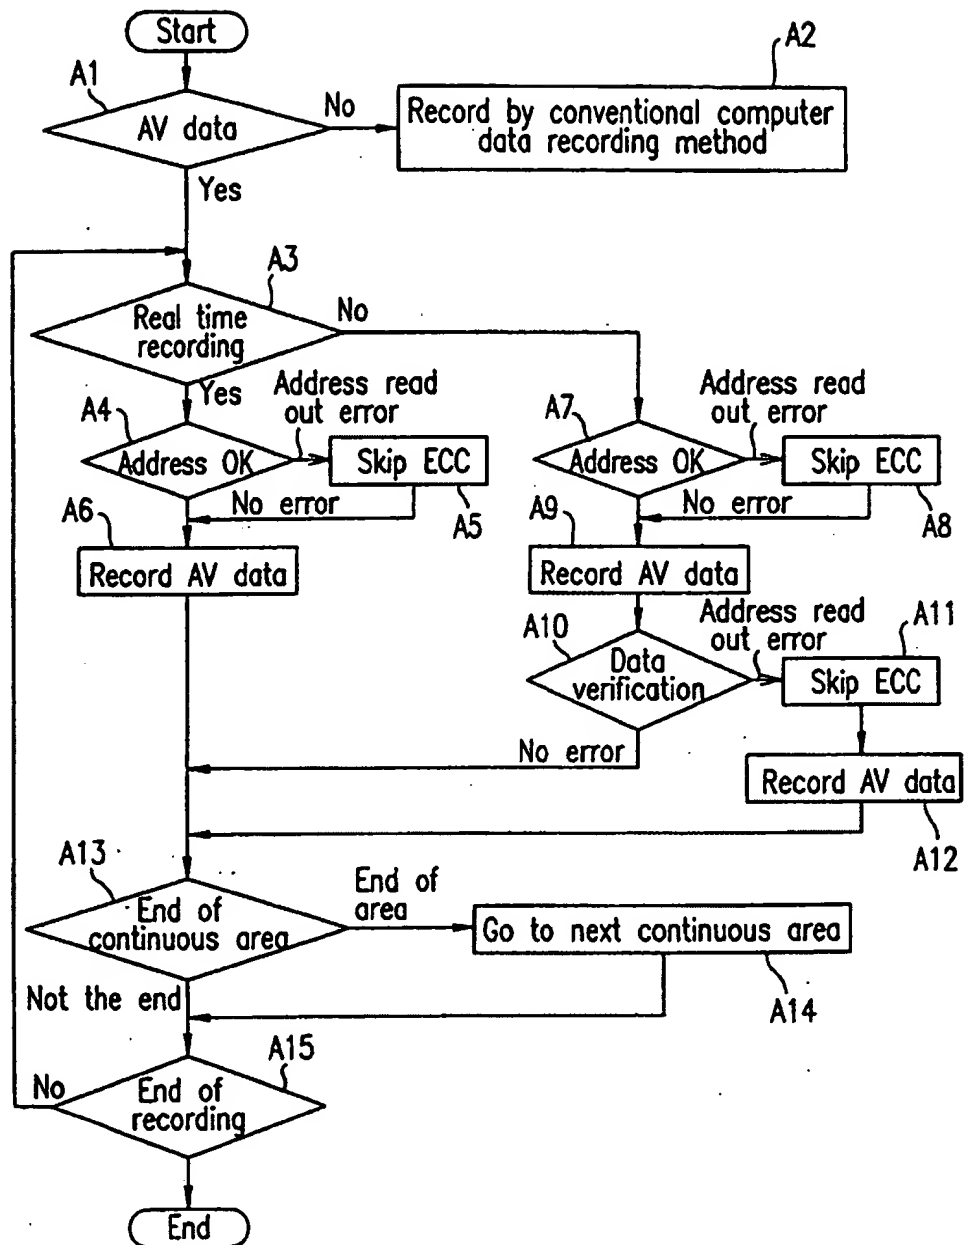 Start
A1
A2
AV data
No
Record by conventional computer
data recording method
Yes
A3
Real time
recording
No
Yes
A4
Address read
out error
Address OK
Skip ECC
No error
A5
A6
Record AV data
A7
Address read
out error
Address OK
Skip ECC
No error
A8
A9
Record AV data
A10
Address read
out error
A11
Data
verification
Skip ECC
No error
Record AV data
A12
A13
End of
continuous area
End of
area
Go to next continuous area
A14
Not the end
A15
No
End of
recording
End